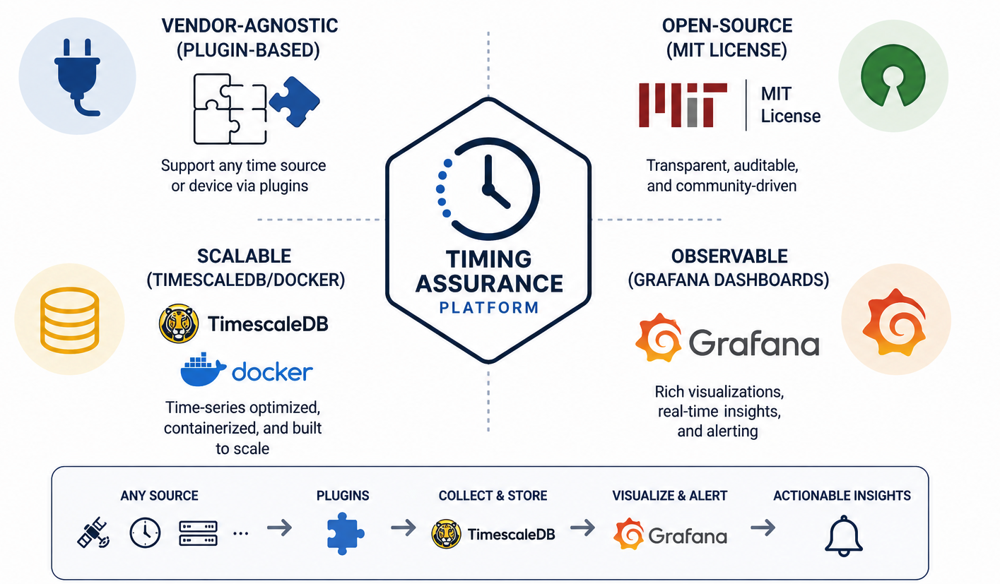 VENDOR-AGNOSTIC
(PLUGIN-BASED)
Support any time source
or device via plugins
OPEN-SOURCE
(MIT LICENSE)
MiT
MIT
License
Transparent, auditable,
and community-driven
TIMING
ASSURANCE
PLATFORM
SCALABLE
(TIMESCALEDB/DOCKER)
TimescaleDB
docker
Time-series optimized,
containerized, and built
to scale
OBSERVABLE
(GRAFANA DASHBOARDS)
Grafana
Rich visualizations,
real-time insights,
and alerting
ANY SOURCE
...
PLUGINS
COLLECT & STORE
TimescaleDB
VISUALIZE & ALERT
Grafana
ACTIONABLE INSIGHTS